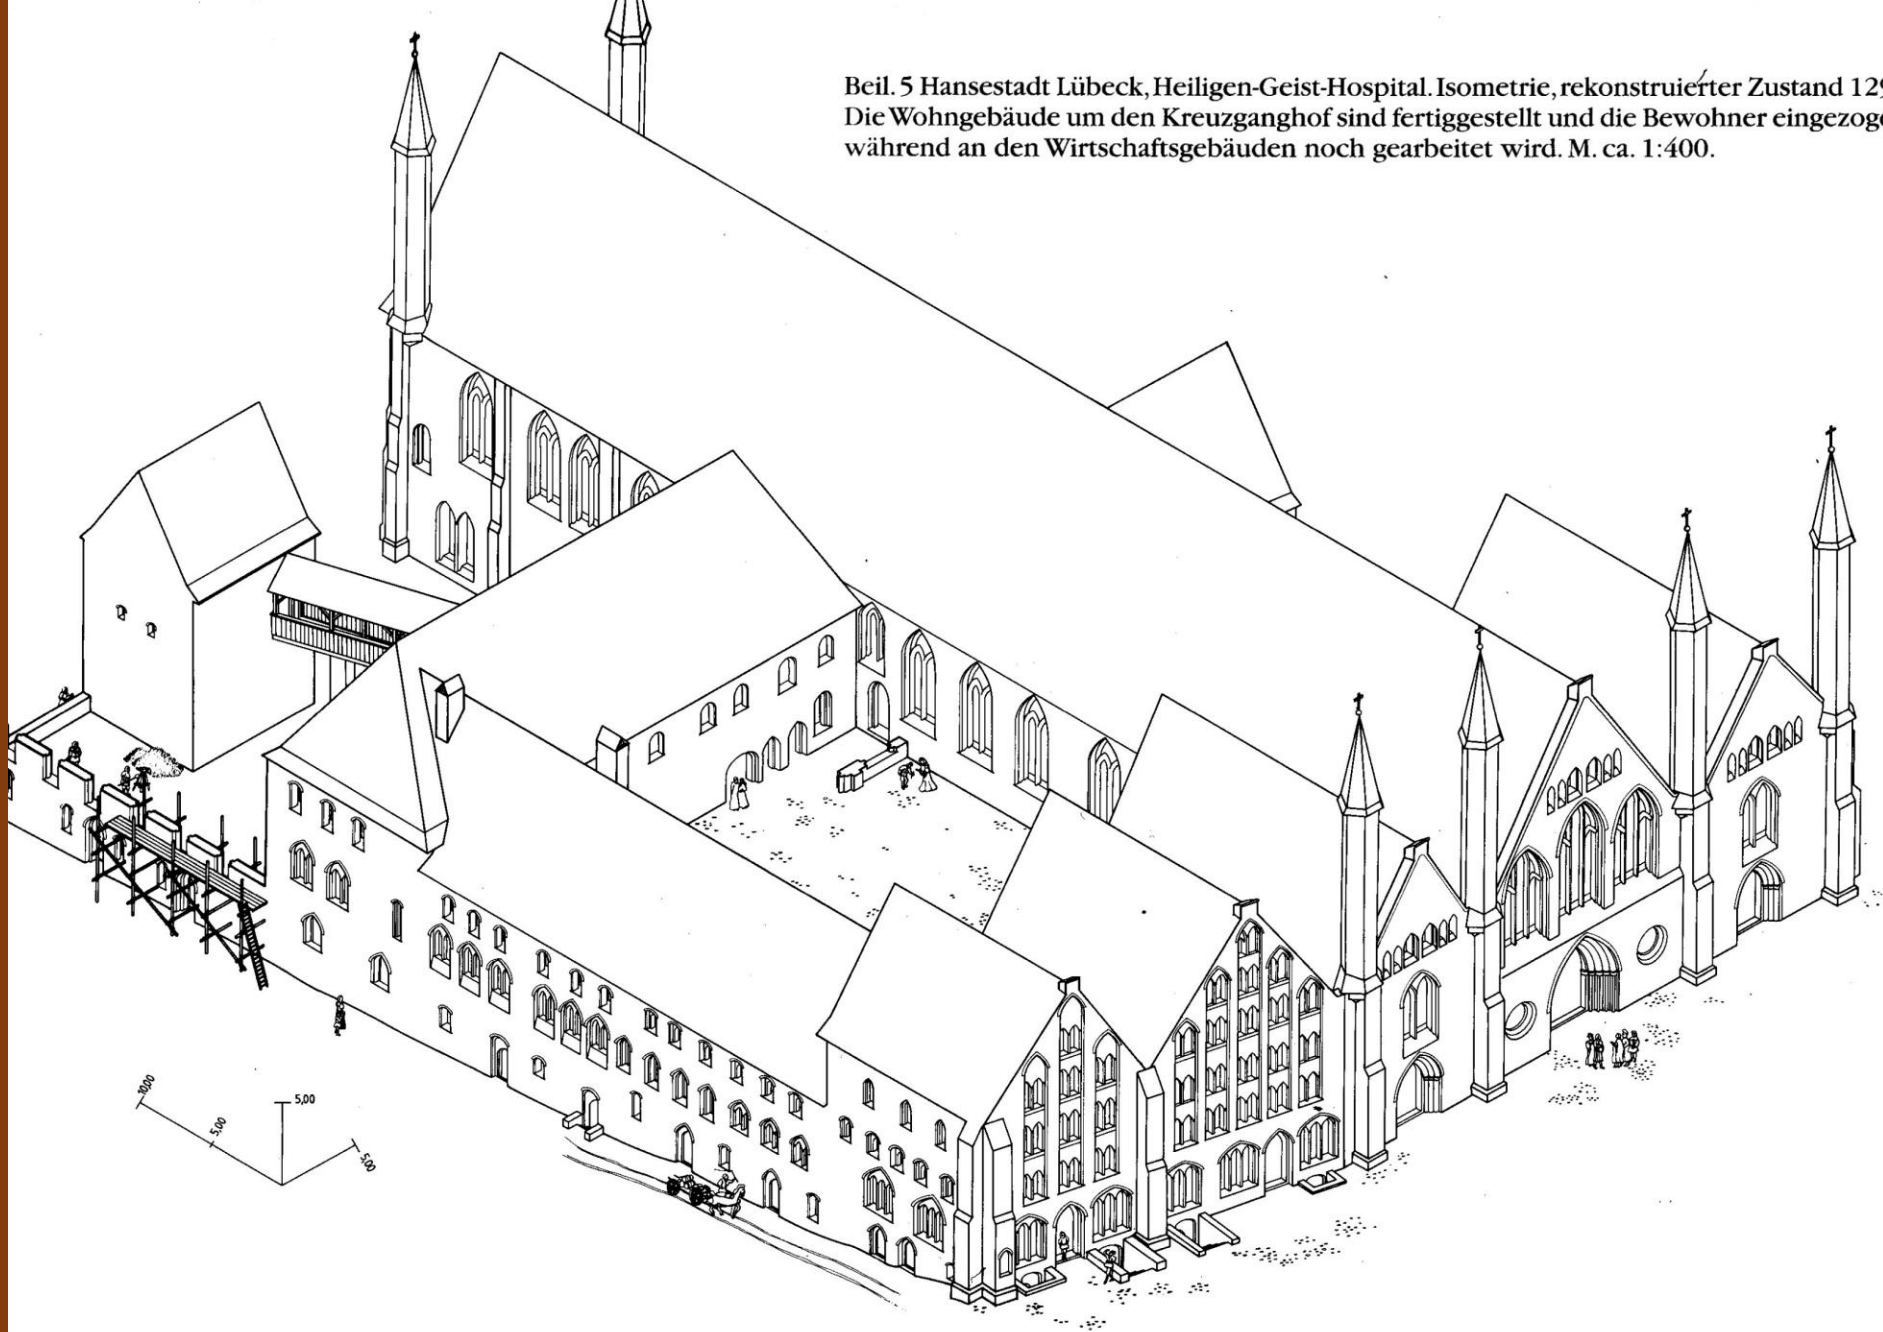 Beil. 5 Hansestadt Lübeck, Heiligen-Geist-Hospital. Isometrie, rekonstruierter Zustand 129
Die Wohngebäude um den Kreuzganghof sind fertiggestellt und die Bewohner eingezoge
während an den Wirtschaftsgebäuden noch gearbeitet wird. M. ca. 1:400.
10,00
5,00
5,00
5,00